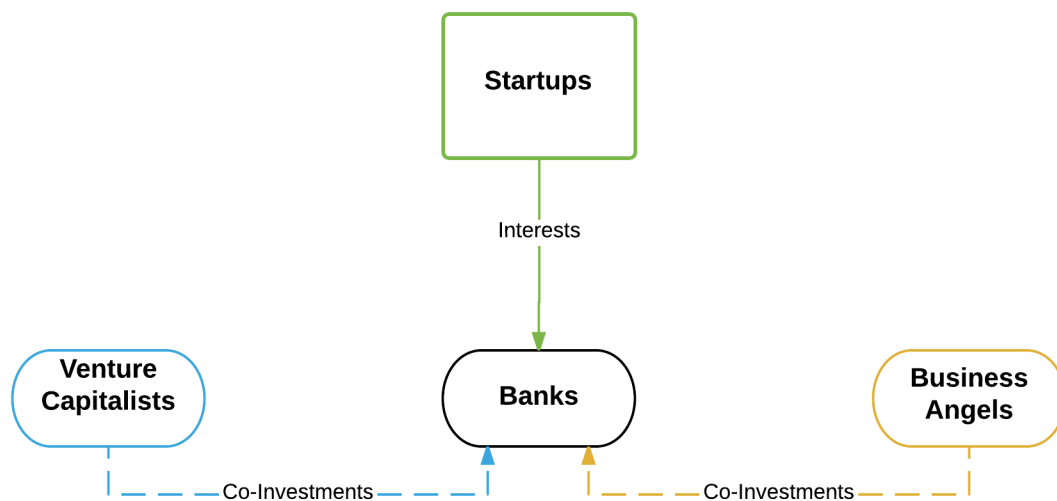 Startups
Interests
Venture
Capitalists
Banks
Business
Angels
Co-Investments
Co-Investments